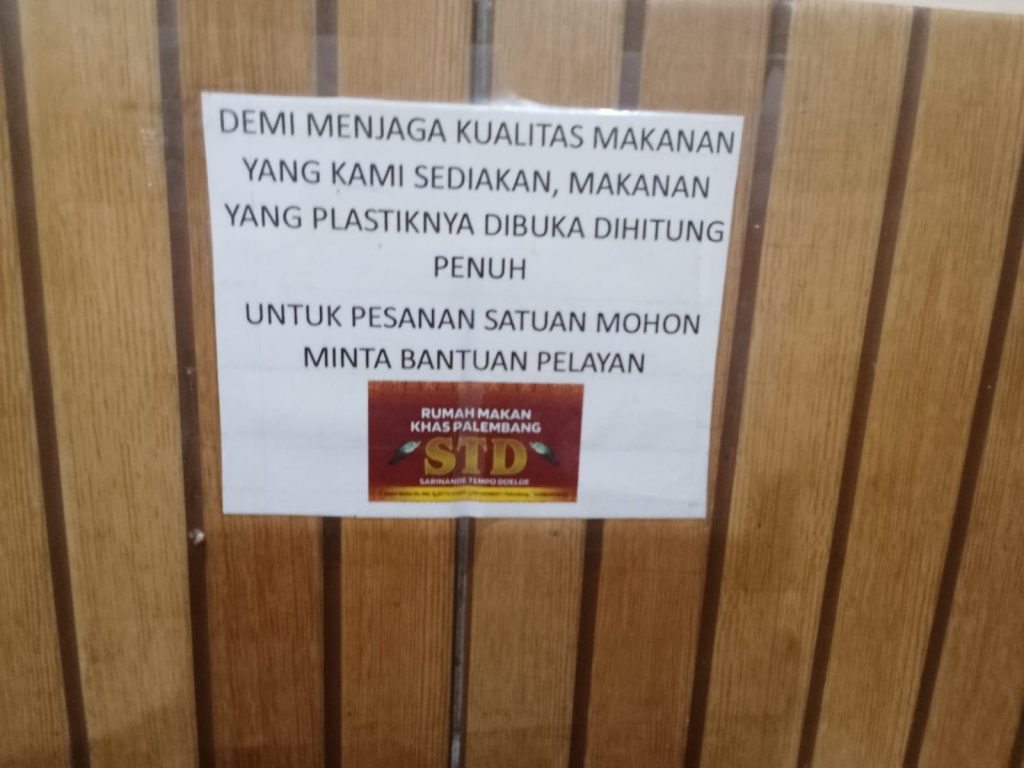 DEMI MENJAGA KUALITAS MAKANAN
YANG KAMI SEDIAKAN, MAKANAN
YANG PLASTIKNYA DIBUKA DIHITUNG
PENUH
UNTUK PESANAN SATUAN MOHON
MINTA BANTUAN PELAYAN
RUMAH MAKAN
KHAS PALEMBANG
STD
SARINANDE TEMPO DOELOE